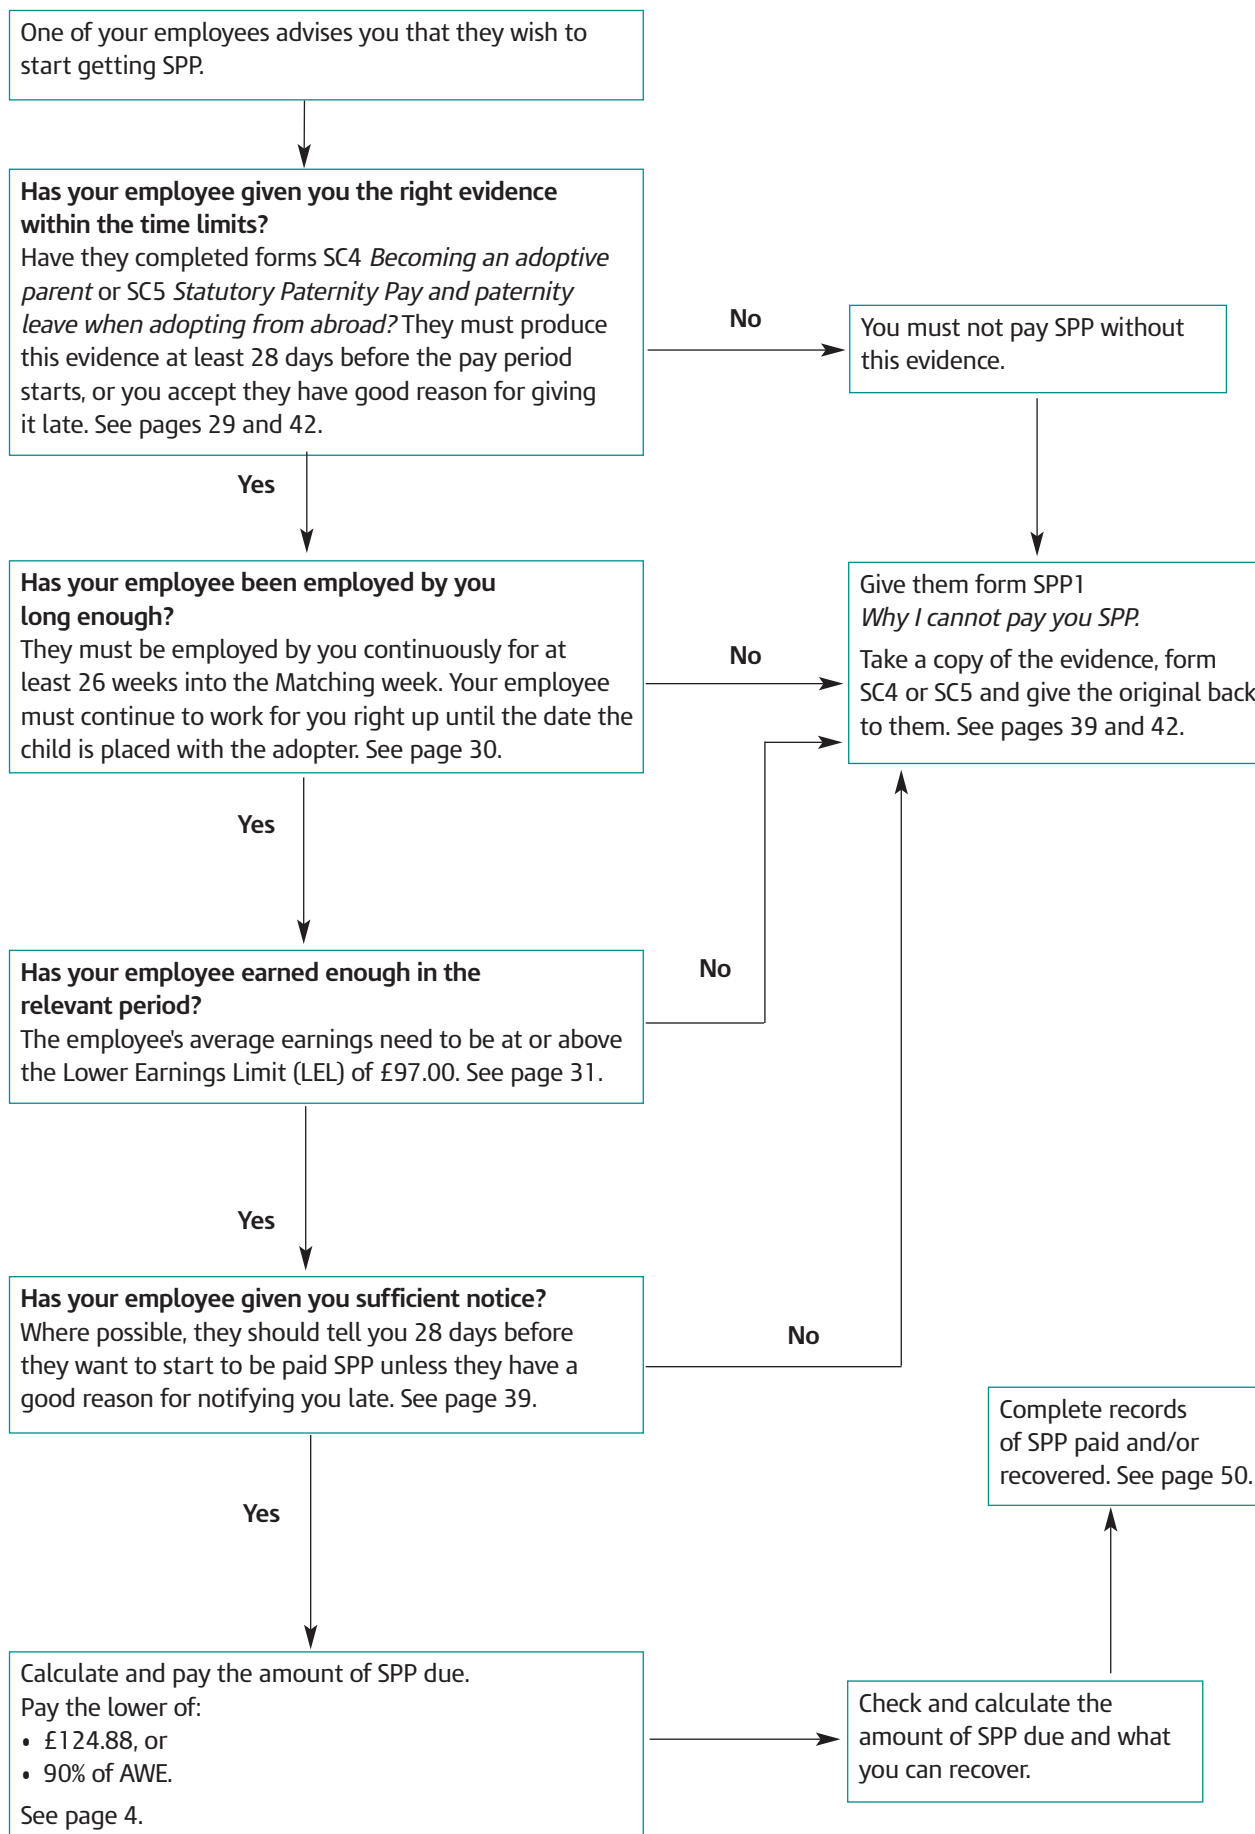 One of your employees advises you that they wish to
start getting SPP.
Has your employee given you the right evidence
within the time limits?
Have they completed forms SC4 Becoming an adoptive
parent or SC5 Statutory Paternity Pay and paternity
leave when adopting from abroad? They must produce
this evidence at least 28 days before the pay period
starts, or you accept they have good reason for giving
it late. See pages 29 and 42.
No
You must not pay SPP without
this evidence.
Yes
Has your employee been employed by you
long enough?
They must be employed by you continuously for at
least 26 weeks into the Matching week. Your employee
must continue to work for you right up until the date the
child is placed with the adopter. See page 30.
No
Give them form SPP1
Why I cannot pay you SPP.
Take a copy of the evidence, form
SC4 or SC5 and give the original back
to them. See pages 39 and 42.
Yes
Has your employee earned enough in the
relevant period?
The employee's average earnings need to be at or above
the Lower Earnings Limit (LEL) of £97.00. See page 31.
No
Yes
Has your employee given you sufficient notice?
Where possible, they should tell you 28 days before
they want to start to be paid SPP unless they have a
good reason for notifying you late. See page 39.
No
Yes
Calculate and pay the amount of SPP due.
Pay the lower of:
• £124.88, or
• 90% of AWE.
See page 4.
Check and calculate the
amount of SPP due and what
you can recover.
Complete records
of SPP paid and/or
recovered. See page 50.